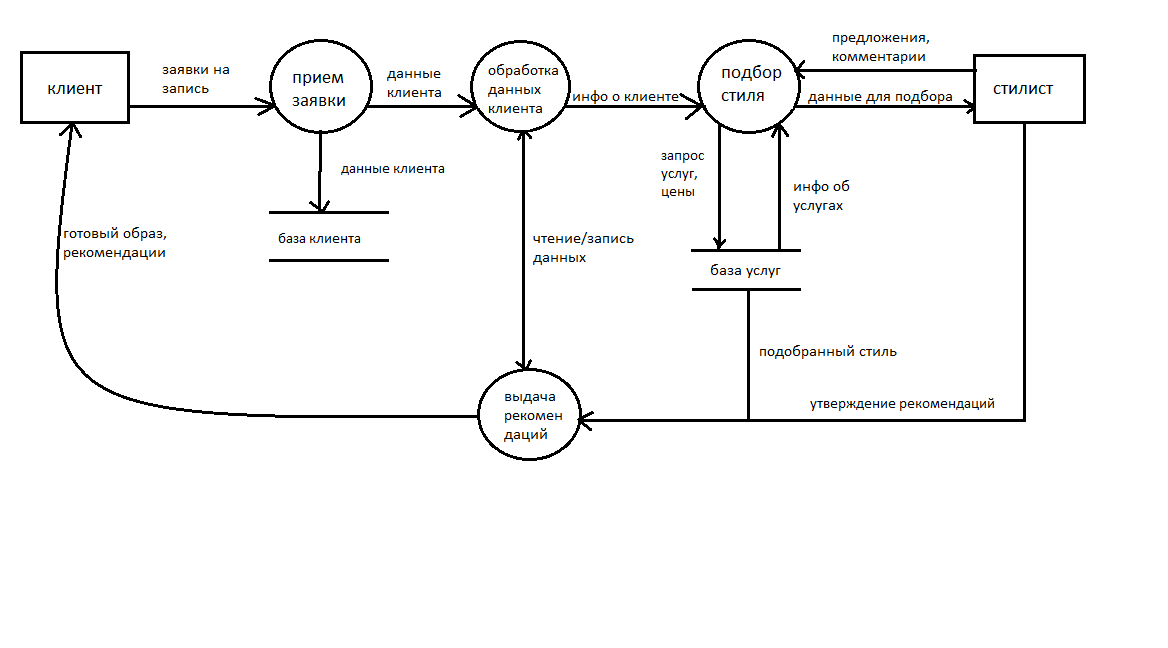 клиент
заявки на
запись
прием
заявки
данные
клиента
обработка
данных
клиента
инфо о клиенте
подбор
стиля
предложения,
комментарии
данные для подбора
стилист
данные клиента
база клиента
запрос
услуг,
цены
инфо об
услугах
готовый образ,
рекомендации
чтение/запись
данных
база услуг
подобранный стиль
утверждение рекомендаций
выдача
рекомен
даций